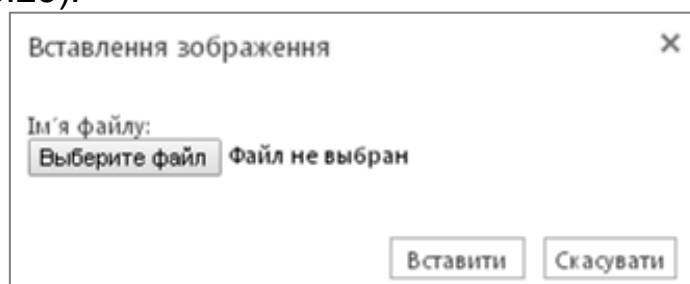 Вставлення зображення ×
Ім´я файлу:
Выберите файл Файл не выбран
Вставити Скасувати